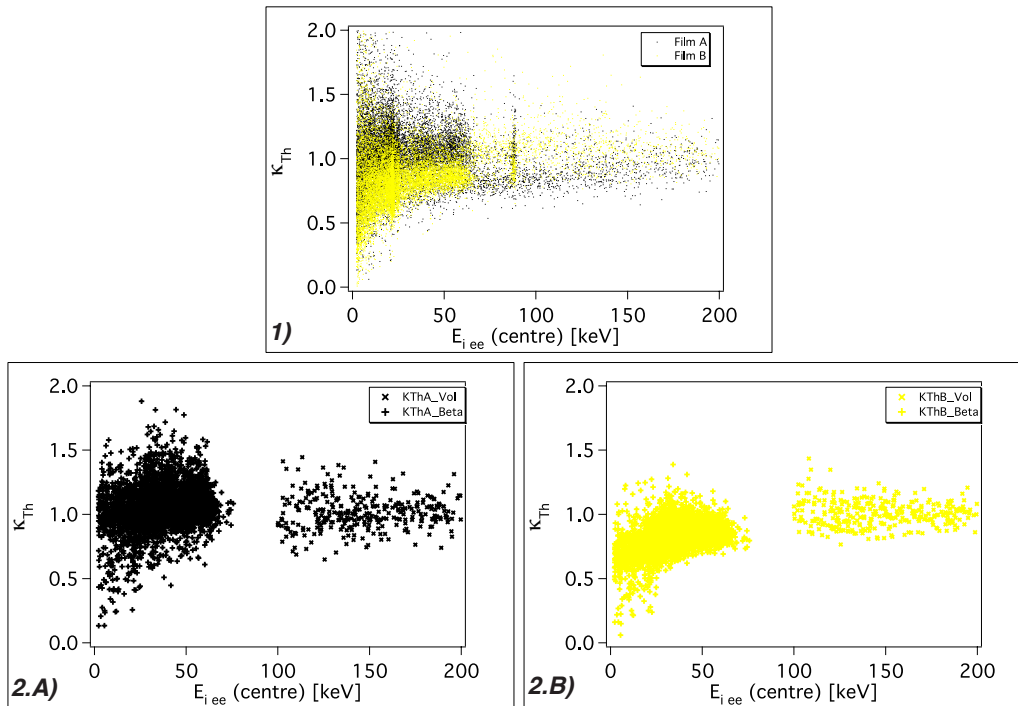 2.0
1.5
1.0
0.5
0.0
κTh
Film A
Film B
0 50 100 150 200
E i ee (centre) [keV]
1)
2.0
1.5
1.0
0.5
0.0
κTh
KThA_Vol
KThA_Beta
0 50 100 150 200
E i ee (centre) [keV]
2.A)
2.0
1.5
1.0
0.5
0.0
κTh
KThB_Vol
KThB_Beta
0 50 100 150 200
E i ee (centre) [keV]
2.B)